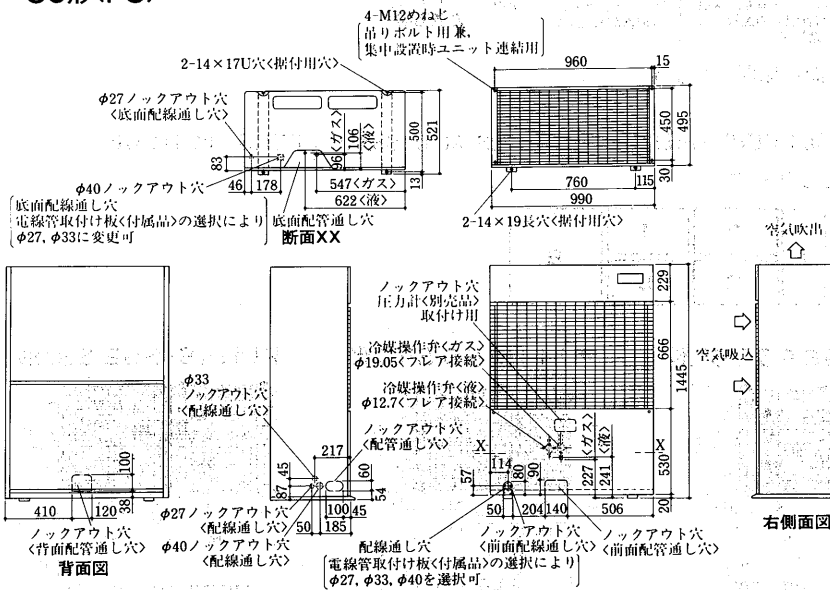 4-M12めねじ
吊りボルト用兼,
集中設置時ユニット連結用
2-14×17U穴<据付用穴>
φ27ノックアウト穴
<底面配線通し穴>
83
46
178
φ40ノックアウト穴
底面配線通し穴
電線管取付け板<付属品>の選択により
φ27, φ33に変更可
96
<ガス>
106
<液>
500
521
13
547<ガス>
622<液>
底面配管通し穴
断面XX
960
15
450
495
30
760
115
990
2-14×19長穴<据付用穴>
100
38
410
120
ノックアウト穴
<背面配管通し穴>
背面図
φ33
ノックアウト穴
<配線通し穴>
217
45
87
60
54
100
45
50
185
φ27ノックアウト穴
<配線通し穴>
φ40ノックアウト穴
<配線通し穴>
ノックアウト穴
圧力計<別売品>
取付け用
冷媒操作弁<ガス>
φ19.05<フレア接続>
冷媒操作弁<液>
φ12.7<フレア接続>
ノックアウト穴
<配管通し穴>
X
X
114
57
80
90
227
<ガス>
241
<液>
50
204
140
506
229
666
1445
530
20
配線通し穴
電線管取付け板<付属品>の選択により
φ27, φ33, φ40を選択可
ノックアウト穴
<前面配線通し穴>
ノックアウト穴
<前面配管通し穴>
空気吹出
空気吸込
右側面図